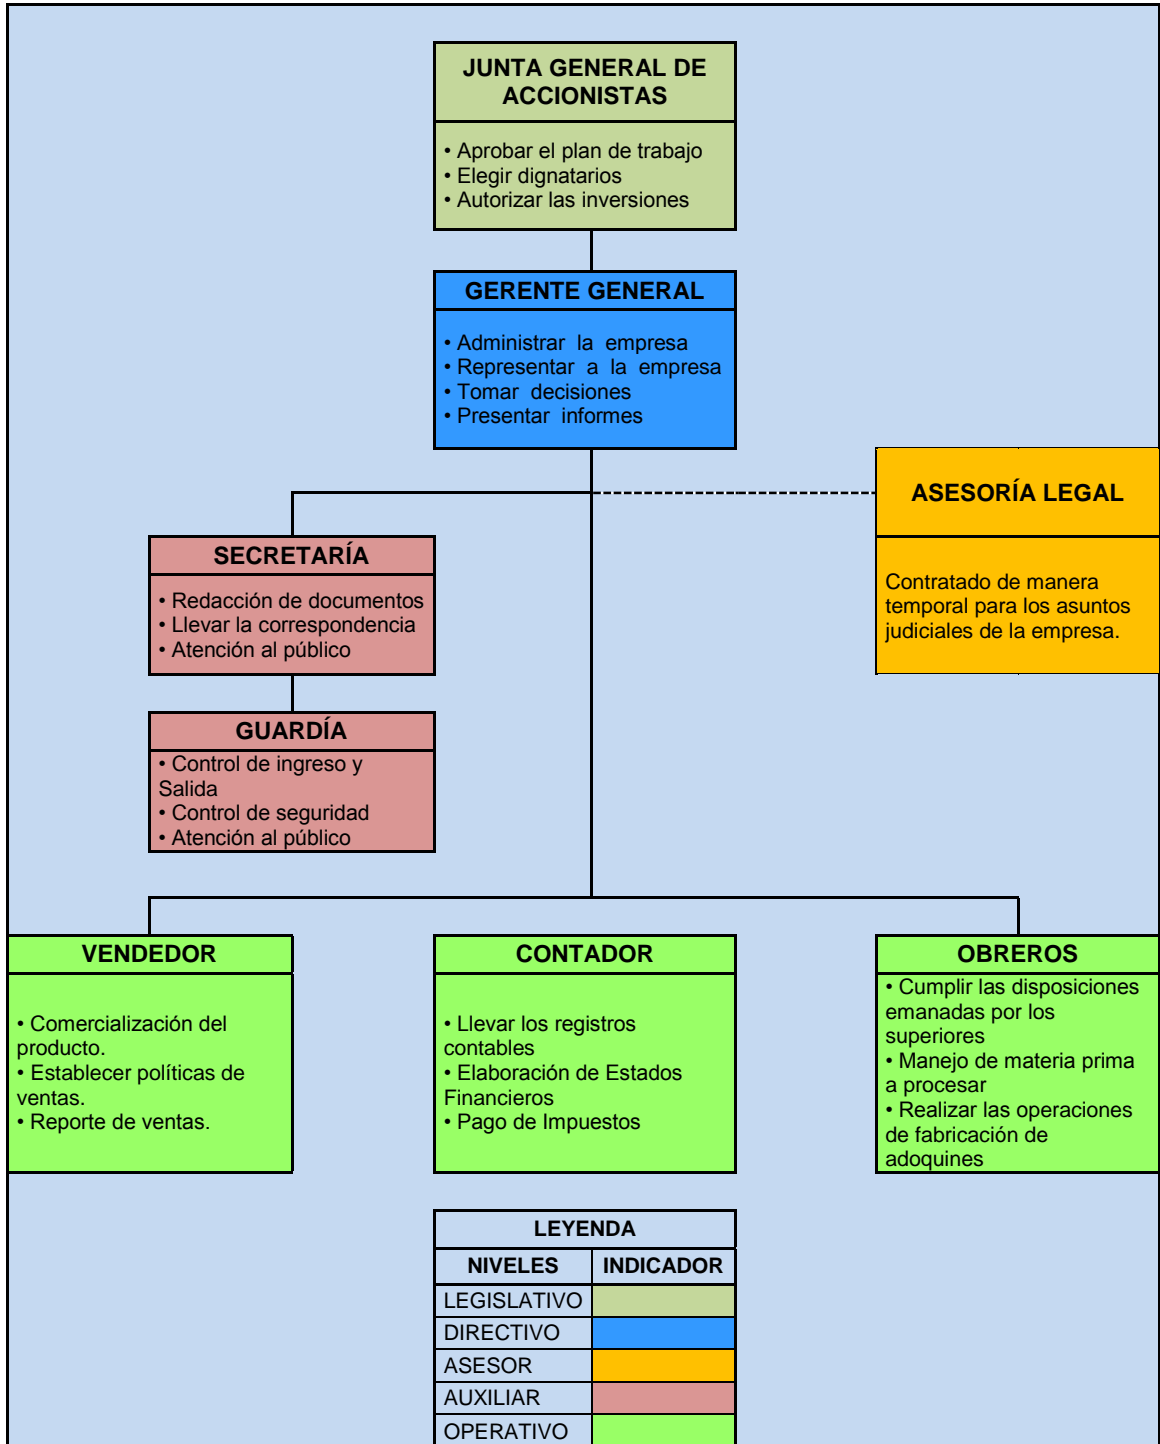 JUNTA GENERAL DE
ACCIONISTAS
• Aprobar el plan de trabajo
• Elegir dignatarios
• Autorizar las inversiones
GERENTE GENERAL
• Administrar la empresa
• Representar a la empresa
• Tomar decisiones
• Presentar informes
ASESORÍA LEGAL
Contratado de manera
temporal para los asuntos
judiciales de la empresa.
SECRETARÍA
• Redacción de documentos
• Llevar la correspondencia
• Atención al público
GUARDÍA
• Control de ingreso y
Salida
• Control de seguridad
• Atención al público
VENDEDOR
• Comercialización del
producto.
• Establecer políticas de
ventas.
• Reporte de ventas.
CONTADOR
• Llevar los registros
contables
• Elaboración de Estados
Financieros
• Pago de Impuestos
OBREROS
• Cumplir las disposiciones
emanadas por los
superiores
• Manejo de materia prima
a procesar
• Realizar las operaciones
de fabricación de
adoquines
LEYENDA
NIVELES INDICADOR
LEGISLATIVO
DIRECTIVO
ASESOR
AUXILIAR
OPERATIVO